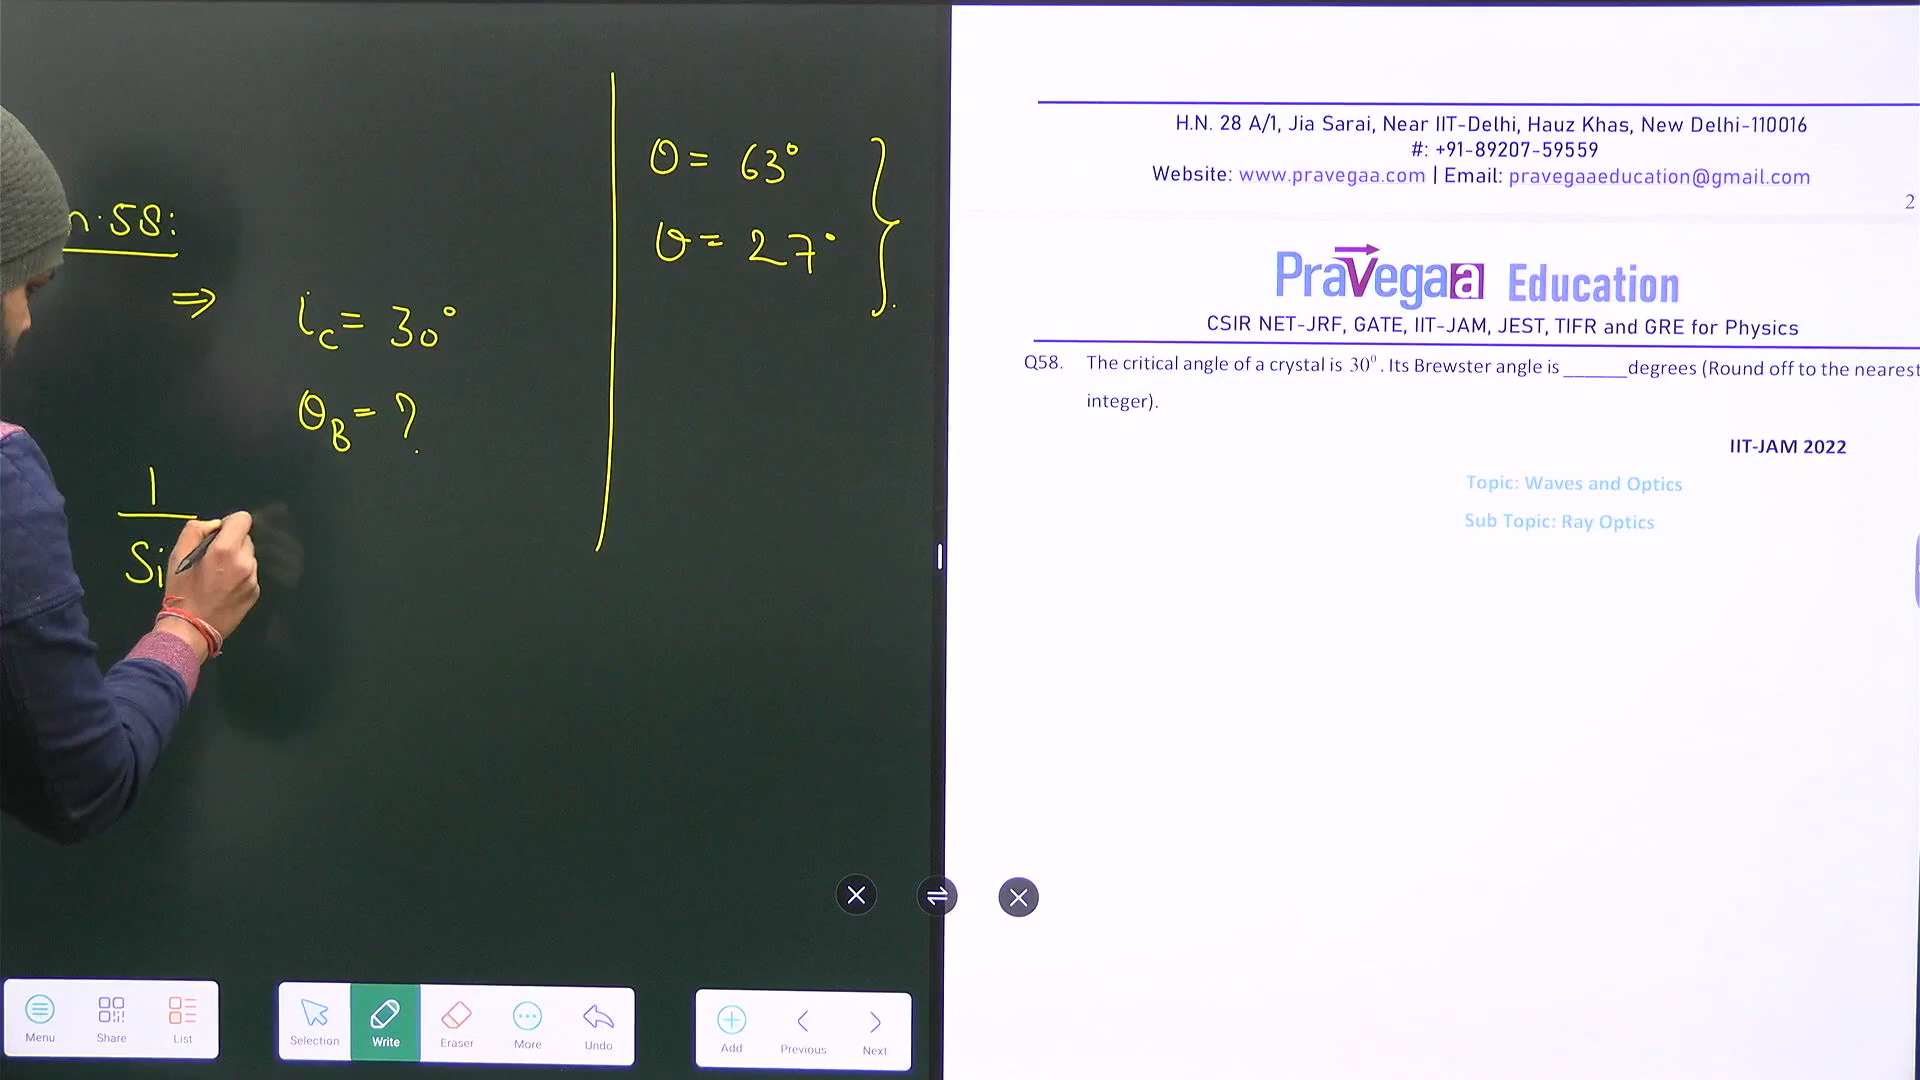 n.58:
⇒ ic = 30°
θB = ?
1
Si
θ = 63°
θ = 27°
H.N. 28 A/1, Jia Sarai, Near IIT-Delhi, Hauz Khas, New Delhi-110016
#: +91-89207-59559
Website: www.pravegaa.com | Email: pravegaaeducation@gmail.com
2
Pravegaa Education
CSIR NET-JRF, GATE, IIT-JAM, JEST, TIFR and GRE for Physics
Q58. The critical angle of a crystal is 30⁰. Its Brewster angle is ______degrees (Round off to the nearest
integer).
IIT-JAM 2022
Topic: Waves and Optics
Sub Topic: Ray Optics
Menu Share List Selection Write Eraser More Undo Add Previous Next